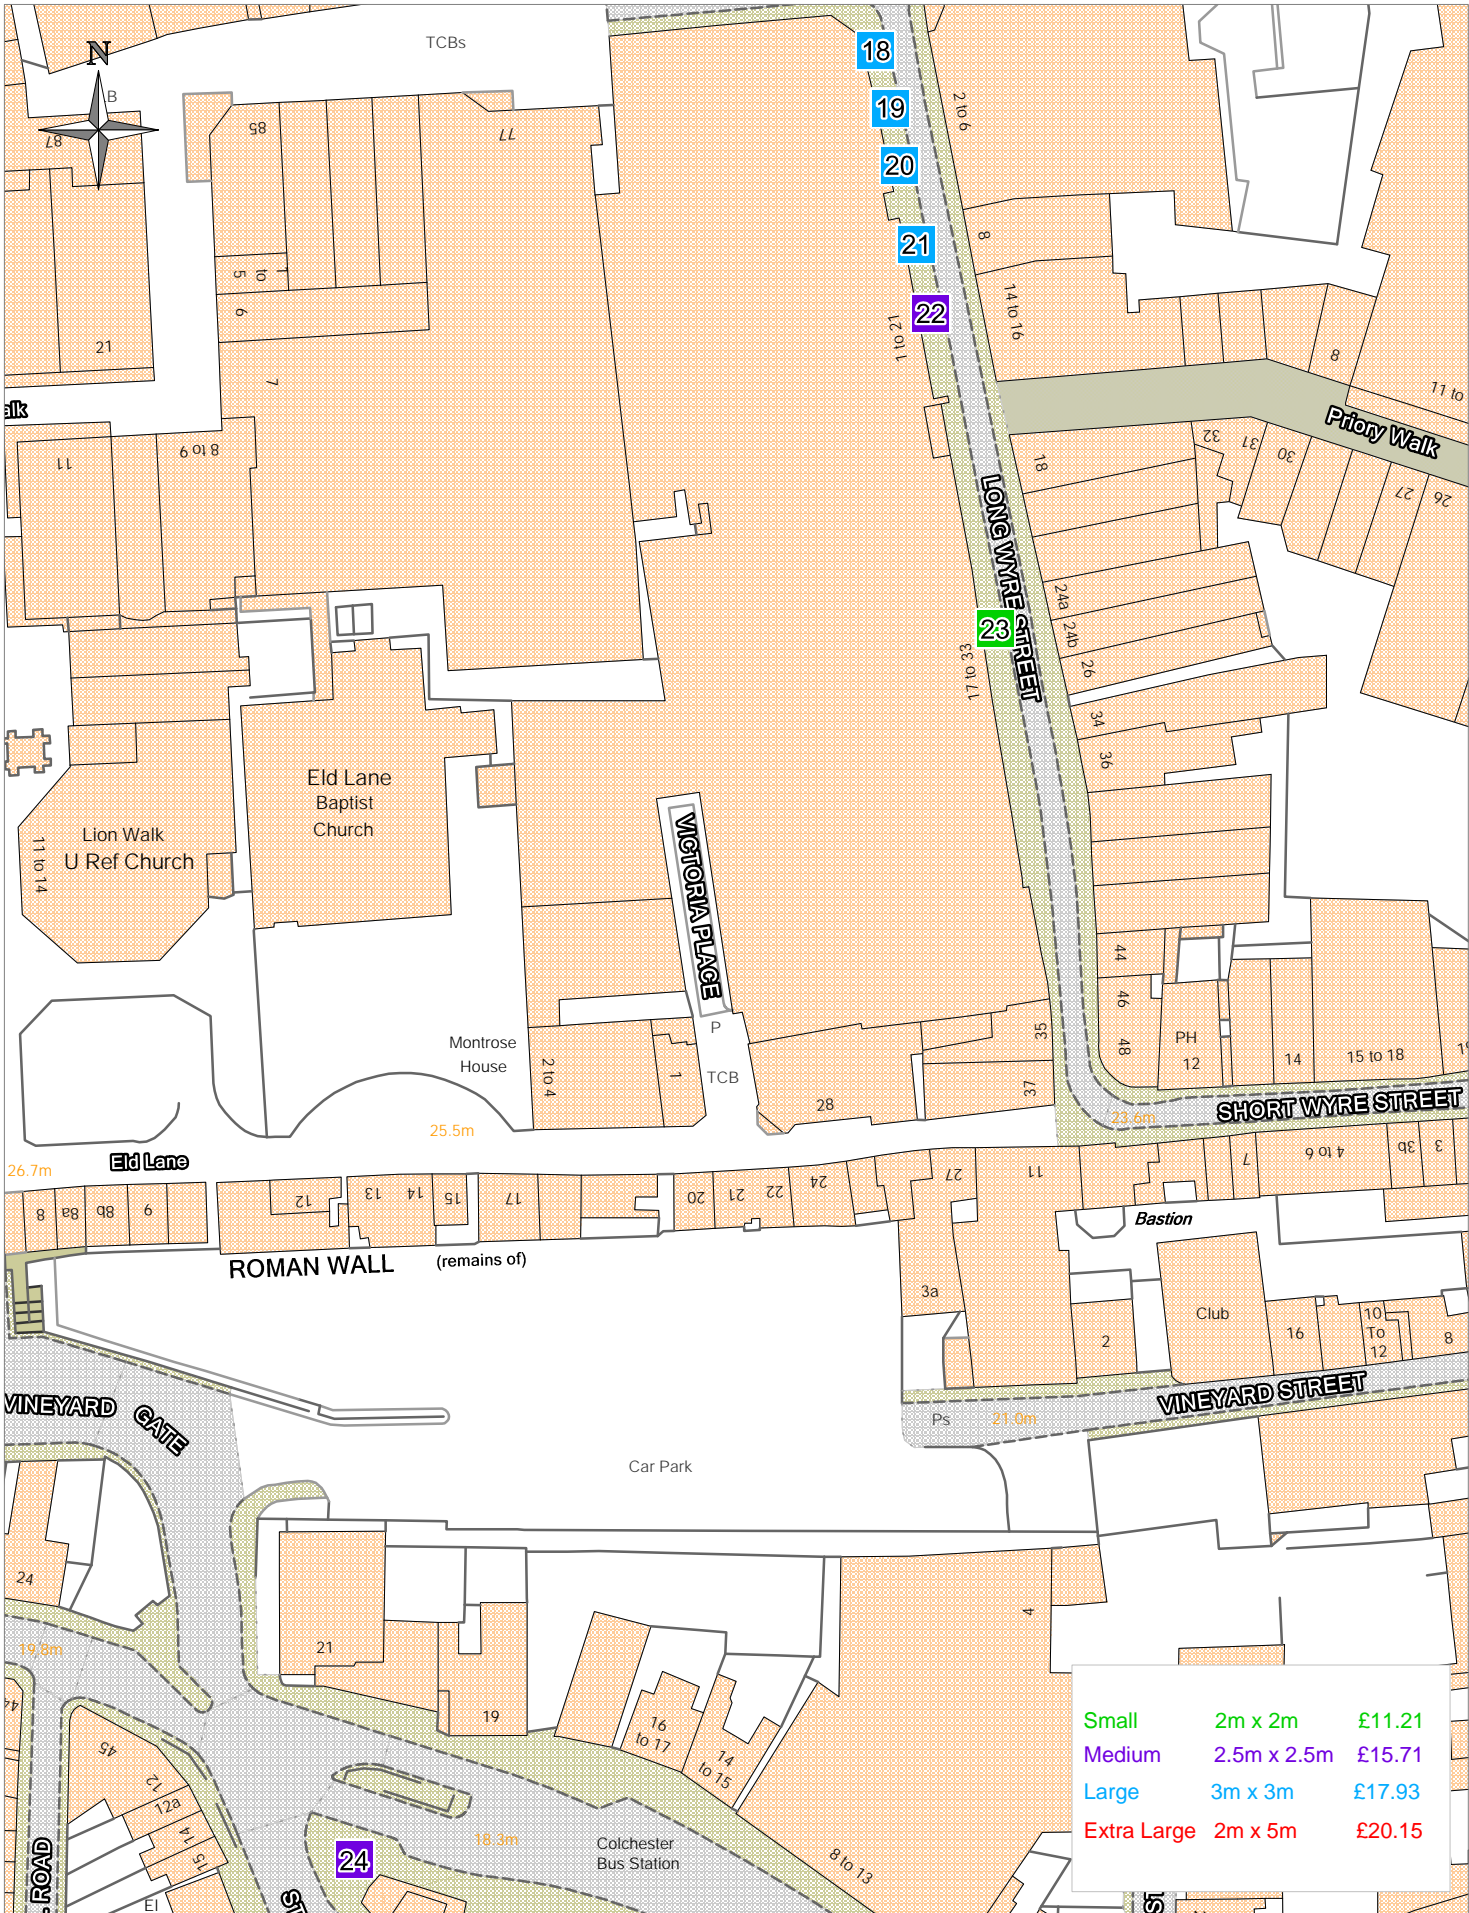 N
TCBs
B
87
85
77
18
19
20
21
22
2 to 6
8
14 to 16
1 to 21
1
to
5
6
21
7
8
11 to
Priory Walk
alk
11
8 to 9
32
31
30
27
26
18
LONG WYRE STREET
24a
24b
26
23
17 to 33
34
36
Eld Lane
Baptist
Church
Lion Walk
U Ref Church
11 to 14
VICTORIA PLACE
44
46
48
PH
12
14
15 to 18
35
37
P
TCB
Montrose
House
2 to 4
1
28
25.5m
23.6m
SHORT WYRE STREET
26.7m
Eld Lane
8
8a
8b
9
12
13
14
15
17
20
21
22
24
27
11
7
4 to 6
3b
3
Bastion
ROMAN WALL
(remains of)
3a
2
Club
16
10
To
12
8
VINEYARD
GATE
VINEYARD STREET
Ps
21.0m
Car Park
24
19.8m
21
19
16
to 17
14
to 15
4
44
45
12
12a
14
15
ROAD
El
24
18.3m
Colchester
Bus Station
8 to 13
ST
ST
Small 2m x 2m £11.21
Medium 2.5m x 2.5m £15.71
Large 3m x 3m £17.93
Extra Large 2m x 5m £20.15